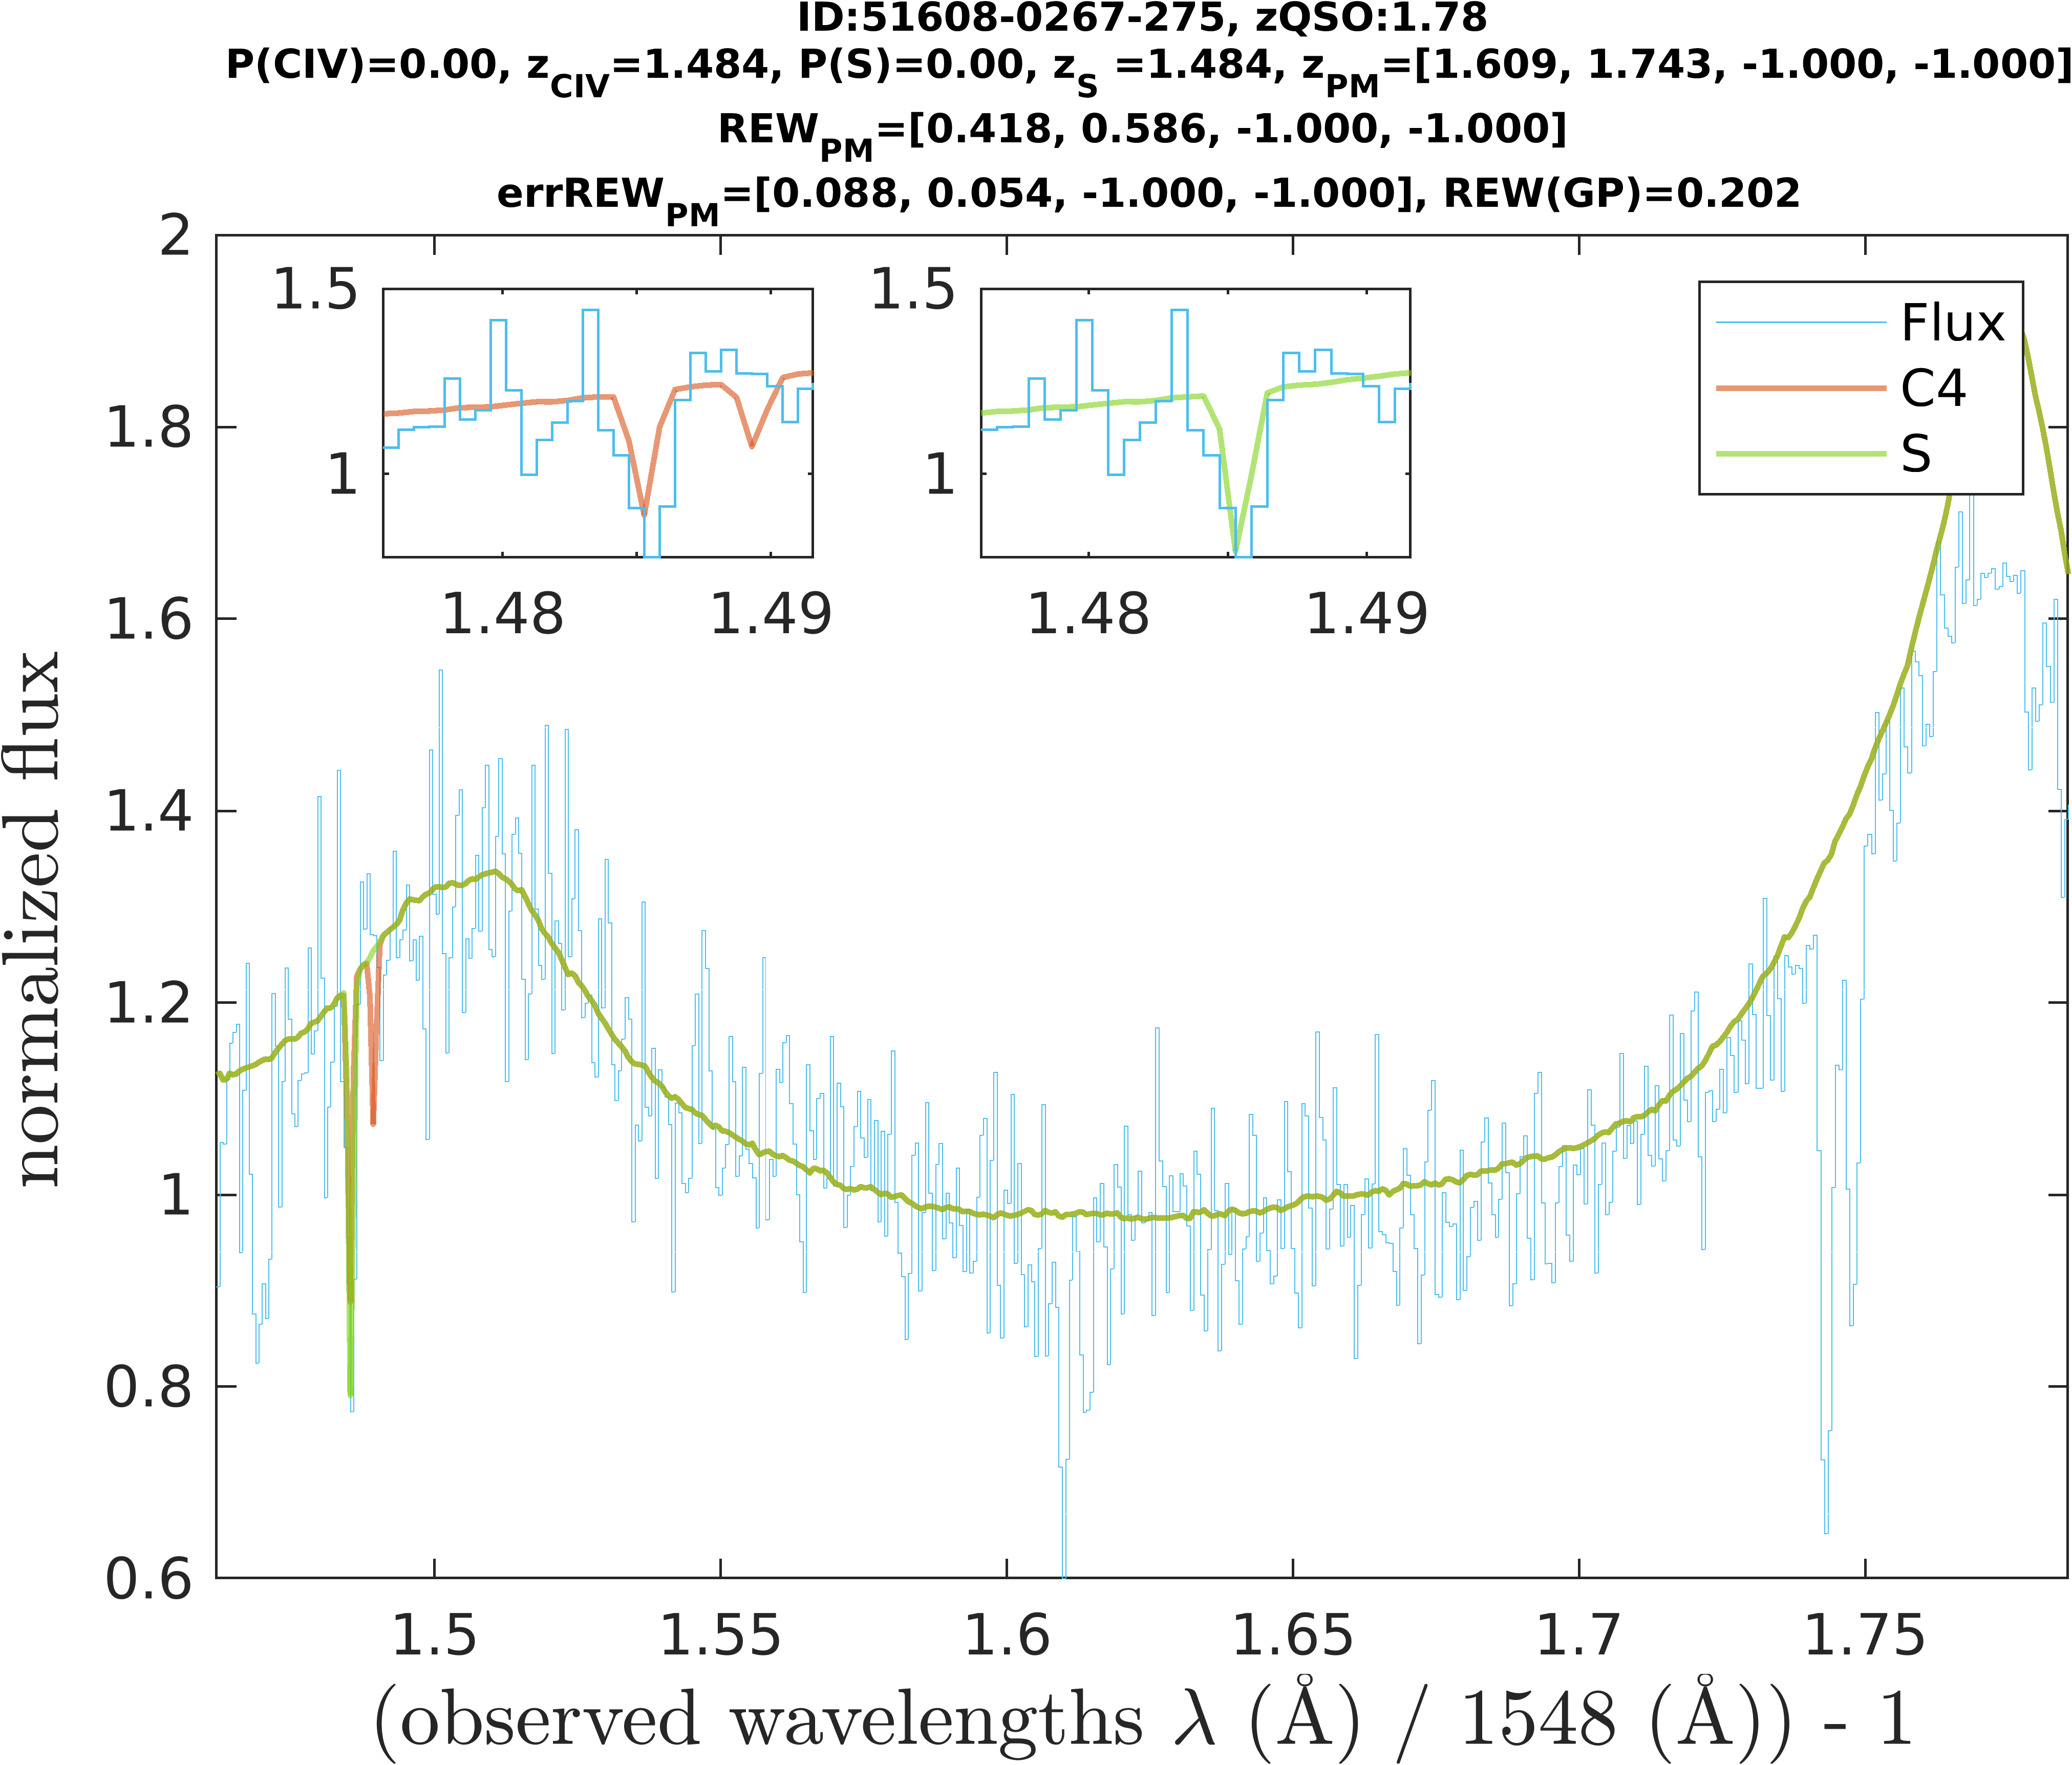 ID:51608-0267-275, zQSO:1.78
P(CIV)=0.00, zCIV=1.484, P(S)=0.00, zS =1.484, zPM=[1.609, 1.743, -1.000, -1.000]
REWPM=[0.418, 0.586, -1.000, -1.000]
errREWPM=[0.088, 0.054, -1.000, -1.000], REW(GP)=0.202
2
1.8
1.6
1.4
1.2
1
0.8
0.6
normalized flux
1.5
1
1.48 1.49
1.5
1
1.48 1.49
Flux
C4
S
1.5 1.55 1.6 1.65 1.7 1.75
(observed wavelengths λ (Å) / 1548 (Å)) - 1